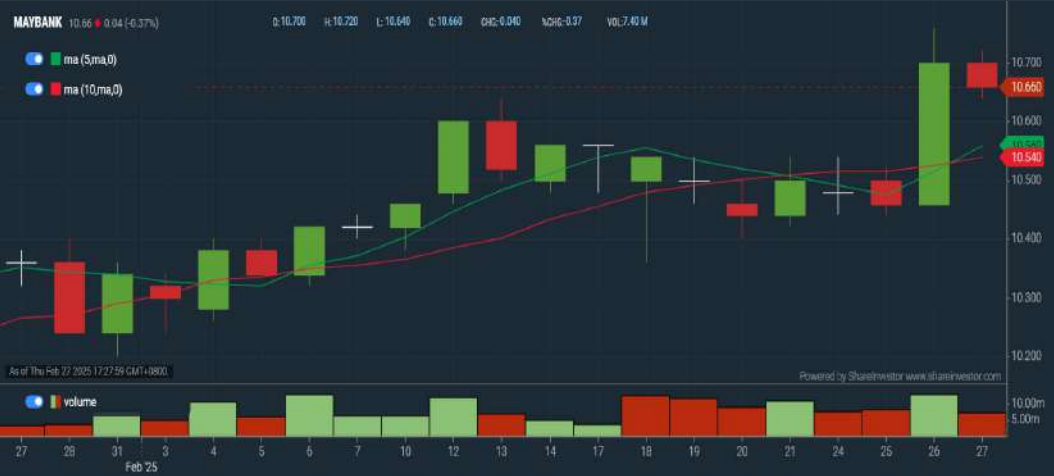 MAYBANK 10.66 0.04 (-0.37%) O:10.700 H:10.720 L:10.640 C:10.660 CHG:-0.040 %CHG:-0.37 VOL:7.40 M
ma (5,ma,0)
ma (10,ma,0)
10.700
10.660
10.600
10.560
10.540
10.500
10.400
10.300
10.200
As of Thu Feb 27 2025 17:27:59 GMT+0800.
Powered by ShareInvestor www.shareinvestor.com
volume
10.00m
5.00m
27 28 31 3 4 5 6 7 10 12 13 14 17 18 19 20 21 24 25 26 27
Feb '25